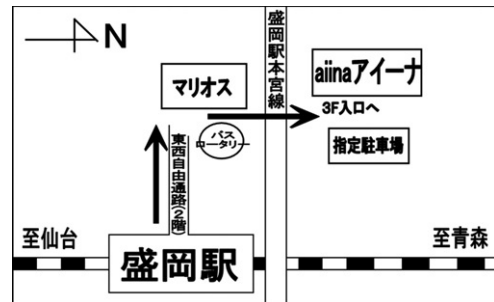 N
盛岡駅本宮線
aiinaアイーナ
マリオス
3F入口へ
バス
ロータリー
指定駐車場
東西自由通路(2階)
至仙台
至青森
盛岡駅